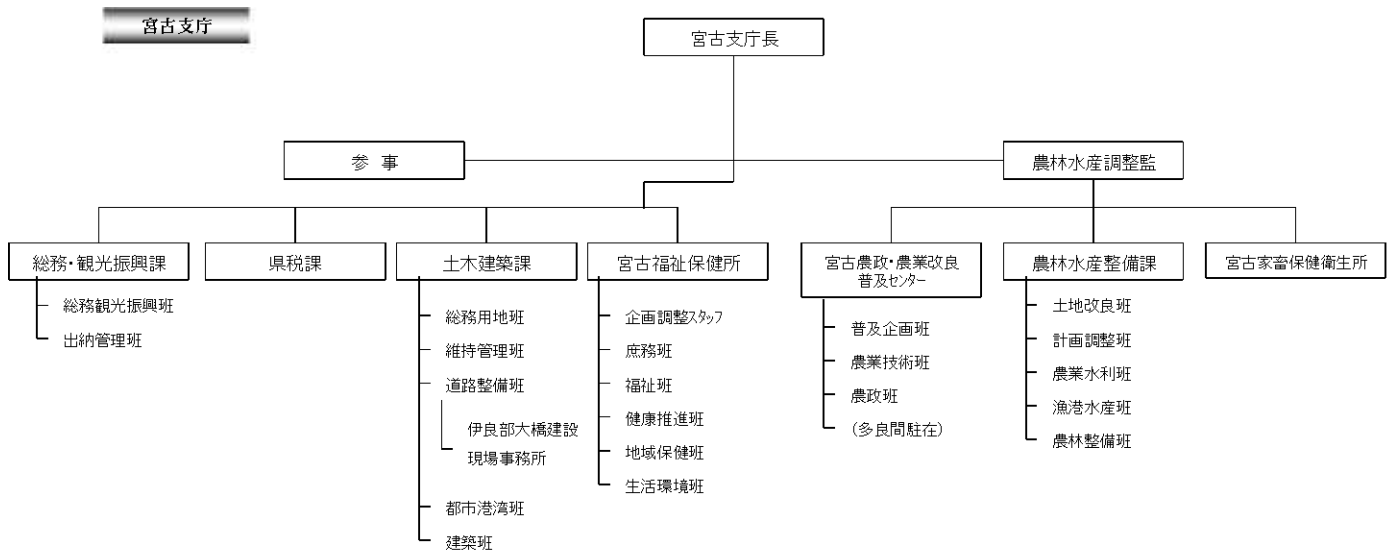 宮古支庁
宮古支庁長
参 事
農林水産調整監
総務・観光振興課
総務観光振興班
出納管理班
県税課
土木建築課
総務用地班
維持管理班
道路整備班
伊良部大橋建設
現場事務所
都市港湾班
建築班
宮古福祉保健所
企画調整スタッフ
庶務班
福祉班
健康推進班
地域保健班
生活環境班
宮古農政・農業改良
普及センター
普及企画班
農業技術班
農政班
(多良間駐在)
農林水産整備課
土地改良班
計画調整班
農業水利班
漁港水産班
農林整備班
宮古家畜保健衛生所